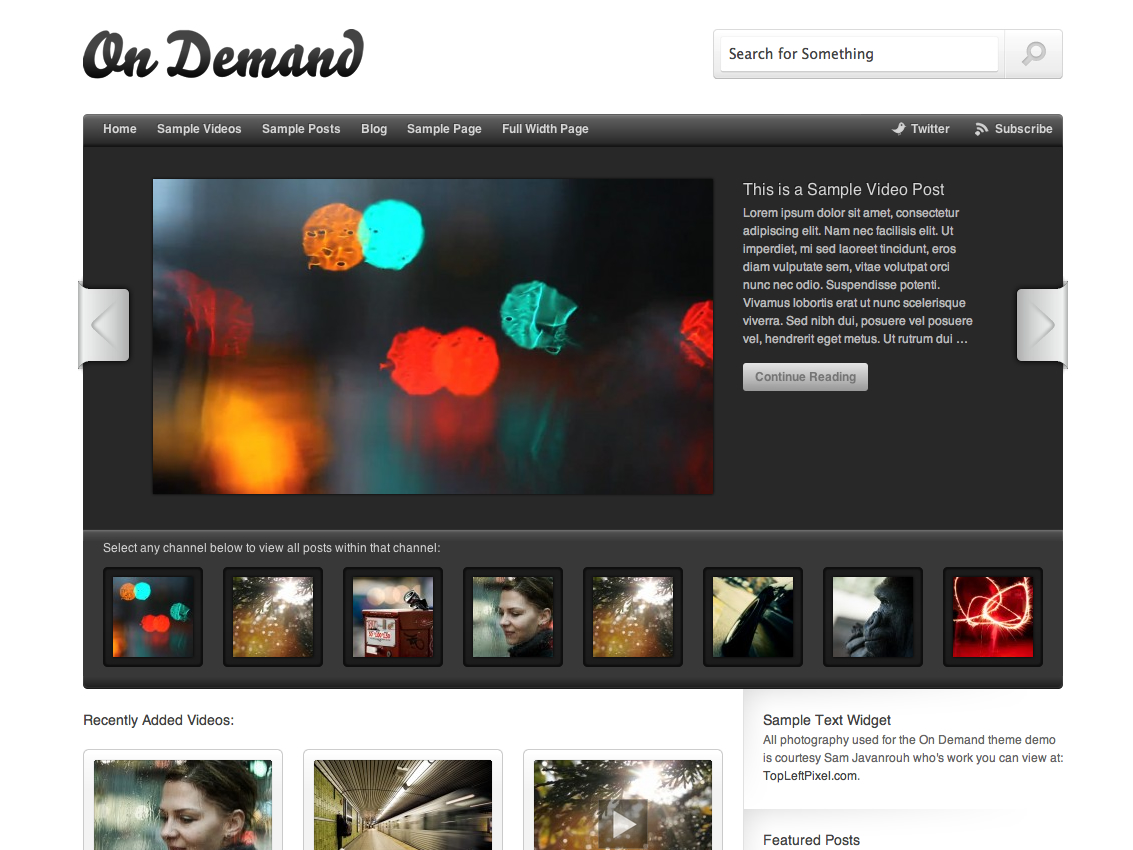 On Demand
Search for Something
Home Sample Videos Sample Posts Blog Sample Page Full Width Page Twitter Subscribe
This is a Sample Video Post
Lorem ipsum dolor sit amet, consectetur
adipiscing elit. Nam nec facilisis elit. Ut
imperdiet, mi sed laoreet tincidunt, eros
diam vulputate sem, vitae volutpat orci
nunc nec odio. Suspendisse potenti.
Vivamus lobortis erat ut nunc scelerisque
viverra. Sed nibh dui, posuere vel posuere
vel, hendrerit eget metus. Ut rutrum dui ...
Continue Reading
Select any channel below to view all posts within that channel:
Recently Added Videos:
Sample Text Widget
All photography used for the On Demand theme demo
is courtesy Sam Javanrouh who's work you can view at:
TopLeftPixel.com.
Featured Posts